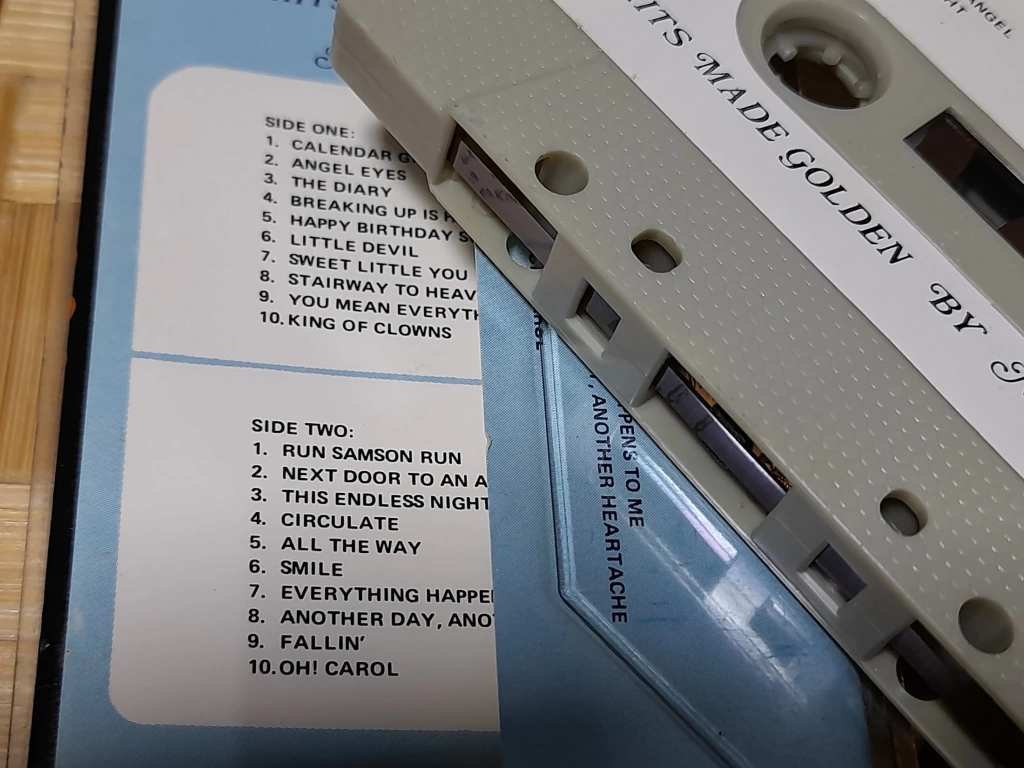 SIDE ONE:
1. CALENDAR G
2. ANGEL EYES
3. THE DIARY
4. BREAKING UP IS H
5. HAPPY BIRTHDAY S
6. LITTLE DEVIL
7. SWEET LITTLE YOU
8. STAIRWAY TO HEAV
9. YOU MEAN EVERYTH
10. KING OF CLOWNS
SIDE TWO:
1. RUN SAMSON RUN
2. NEXT DOOR TO AN A
3. THIS ENDLESS NIGHT
4. CIRCULATE
5. ALL THE WAY
6. SMILE
7. EVERYTHING HAPPE
8. ANOTHER DAY, ANO
9. FALLIN'
10. OH! CAROL
PPENS TO ME
, ANOTHER HEARTACHE
ITS MADE GOLDEN BY
ANGEL